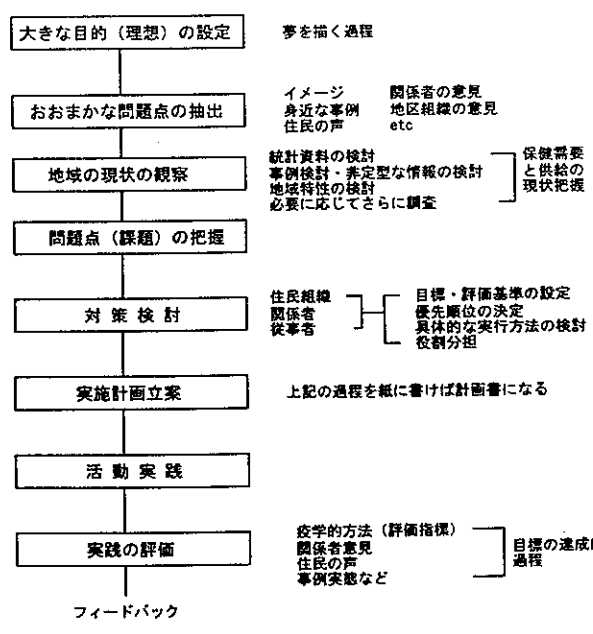 大きな目的（理想）の設定
夢を描く過程
おおまかな問題点の抽出
イメージ　関係者の意見
身近な事例　地区組織の意見
住民の声　etc
地域の現状の観察
統計資料の検討
事例検討・非定型な情報の検討
地域特性の検討
必要に応じてさらに調査
保健需要
と供給の
現状把握
問題点（課題）の把握
対策検討
住民組織
関係者
従事者
目標・評価基準の設定
優先順位の決定
具体的な実行方法の検討
役割分担
実施計画立案
上記の過程を紙に書けば計画書になる
活動実践
実践の評価
疫学的方法（評価指標）
関係者意見
住民の声
事例実態など
目標の達成
過程
フィードバック